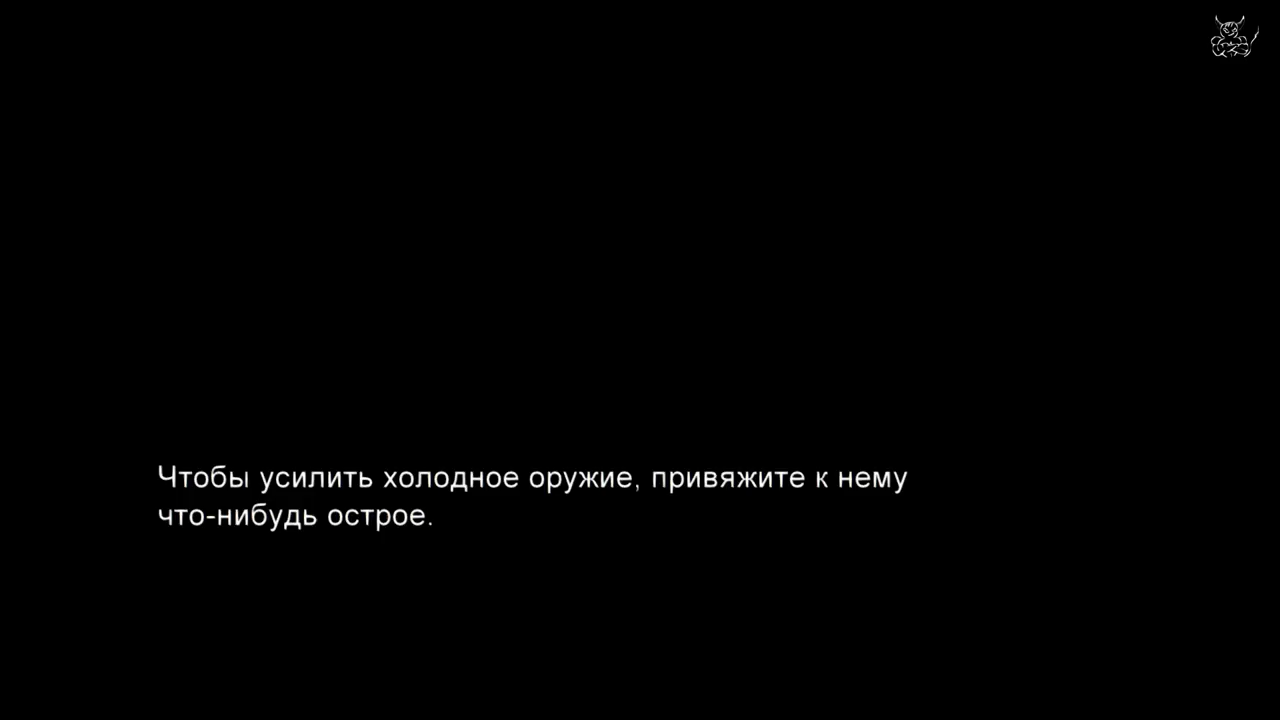 Чтобы усилить холодное оружие, привяжите к нему
что-нибудь острое.